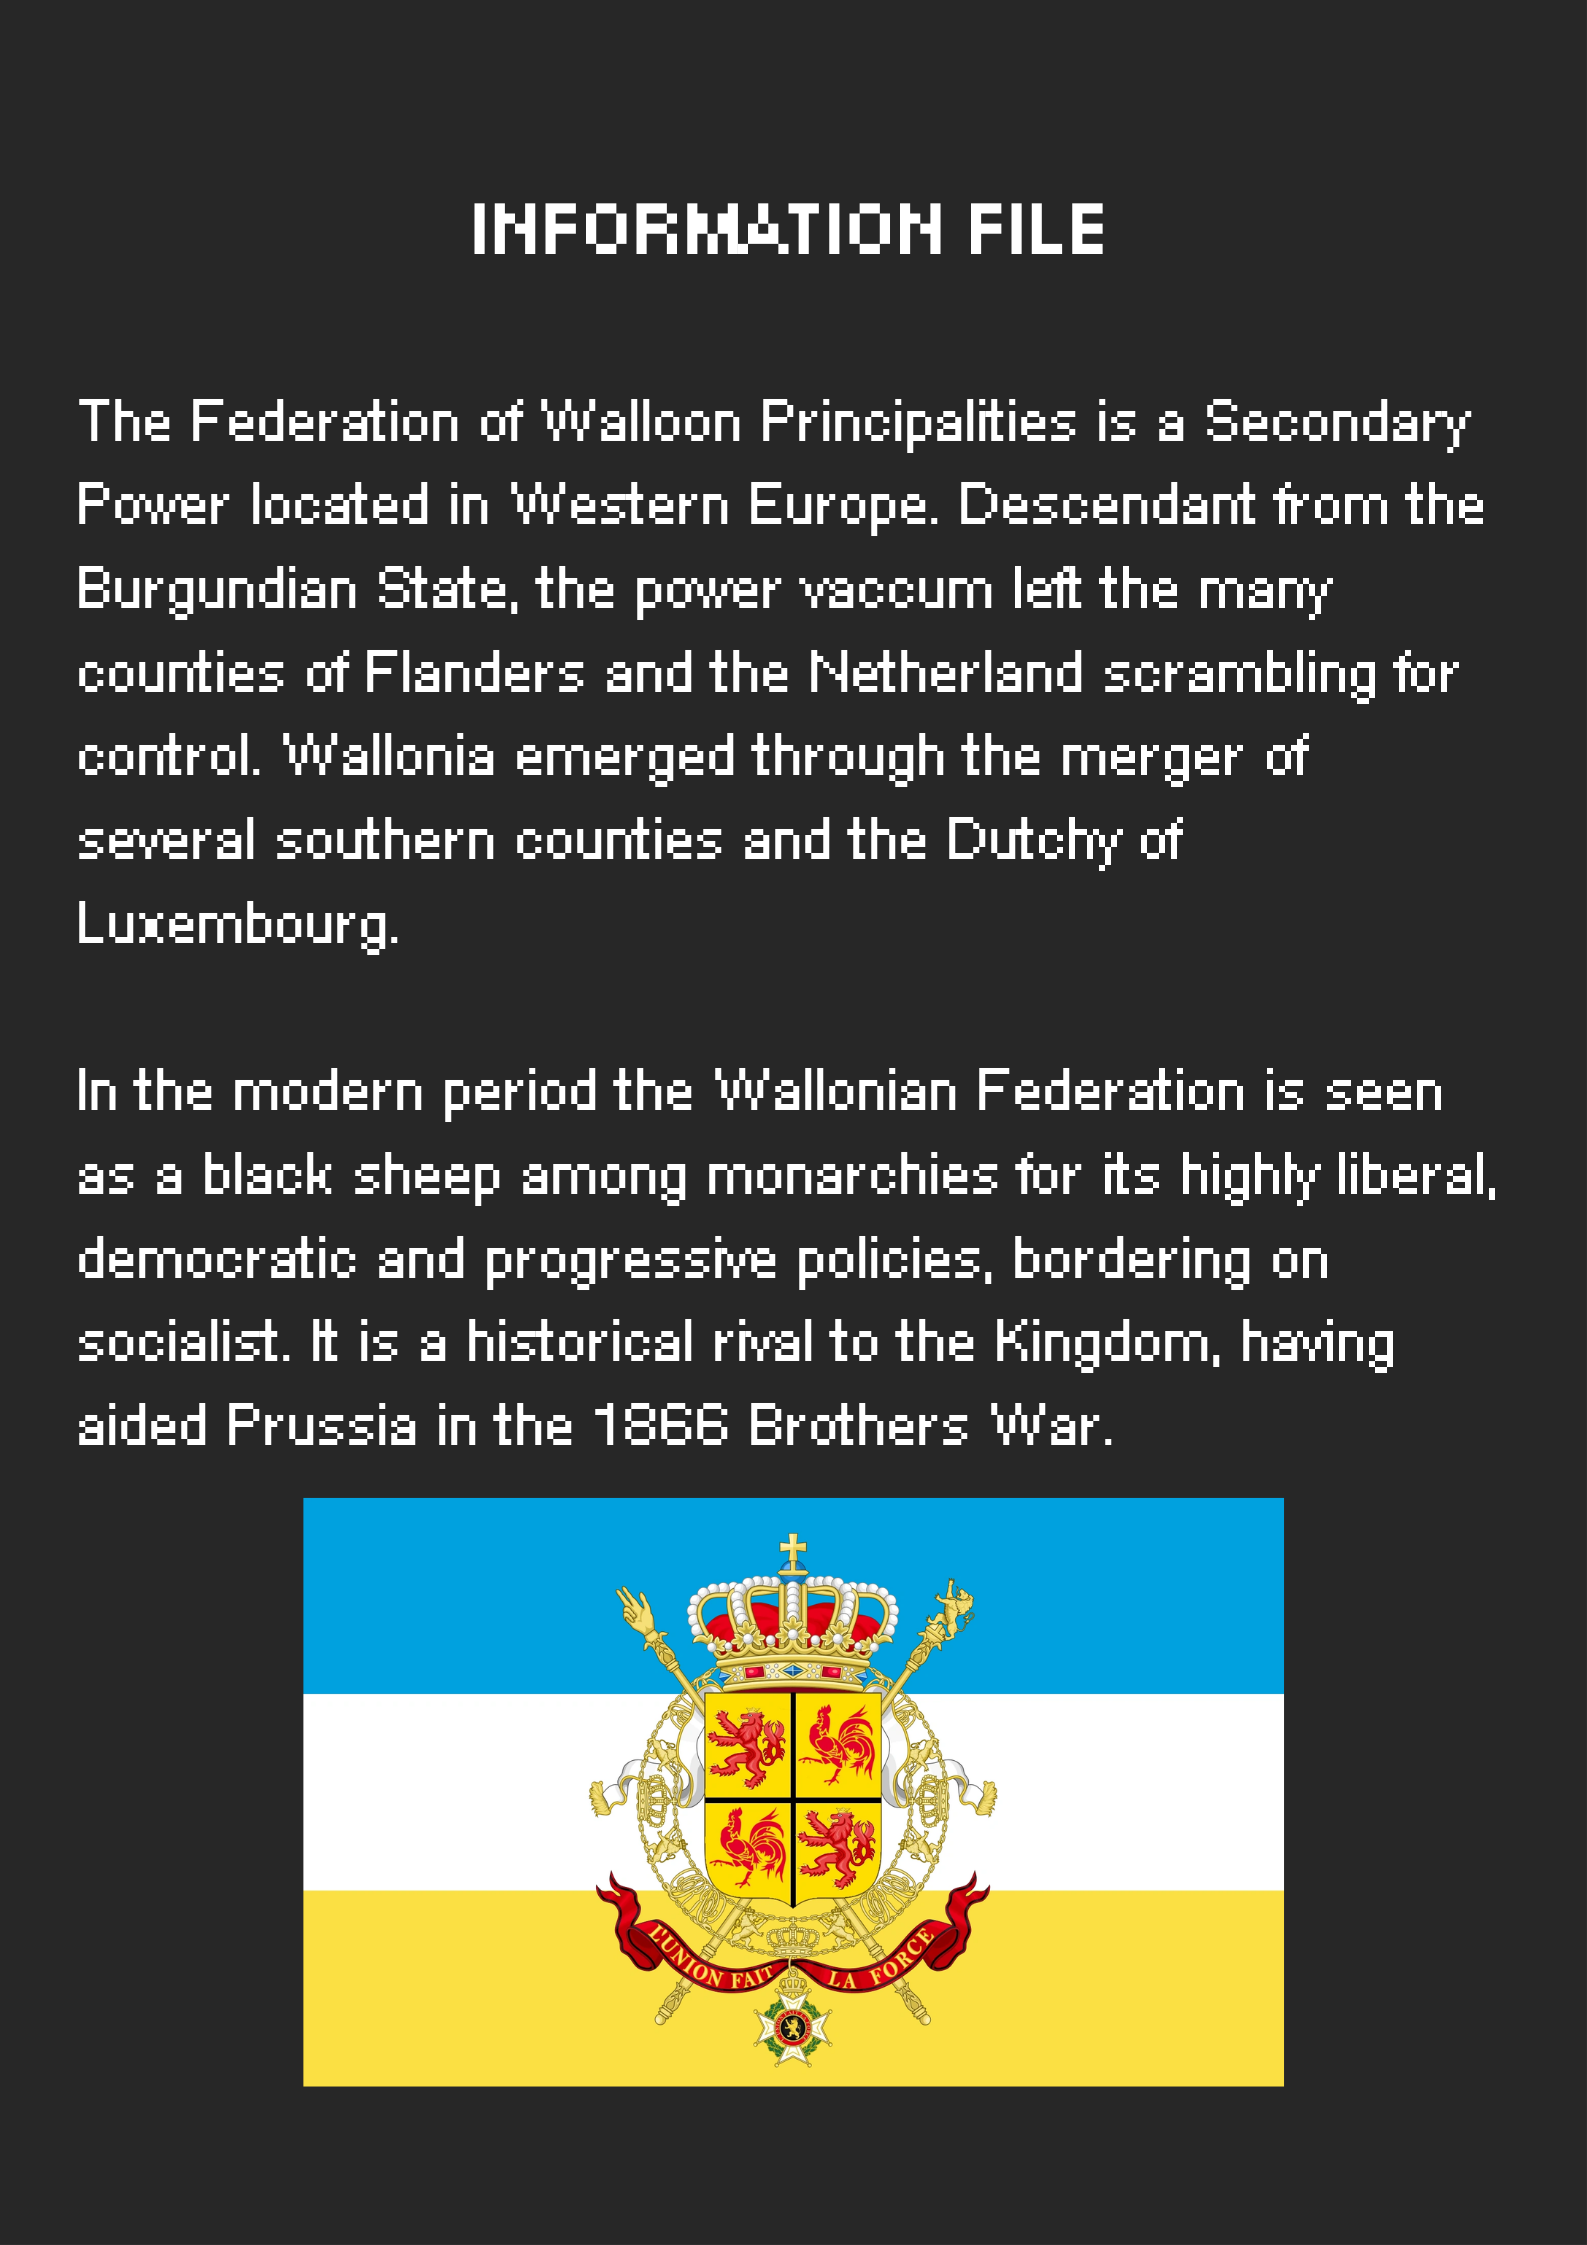 INFORMATION FILE
The Federation of Walloon Principalities is a Secondary
Power located in Western Europe. Descendant from the
Burgundian State, the power vaccum left the many
counties of Flanders and the Netherland scrambling for
control. Wallonia emerged through the merger of
several southern counties and the Dutchy of
Luxembourg.
In the modern period the Wallonian Federation is seen
as a black sheep among monarchies for its highly liberal,
democratic and progressive policies, bordering on
socialist. It is a historical rival to the Kingdom, having
aided Prussia in the 1866 Brothers War.
L'UNION FAIT LA FORCE